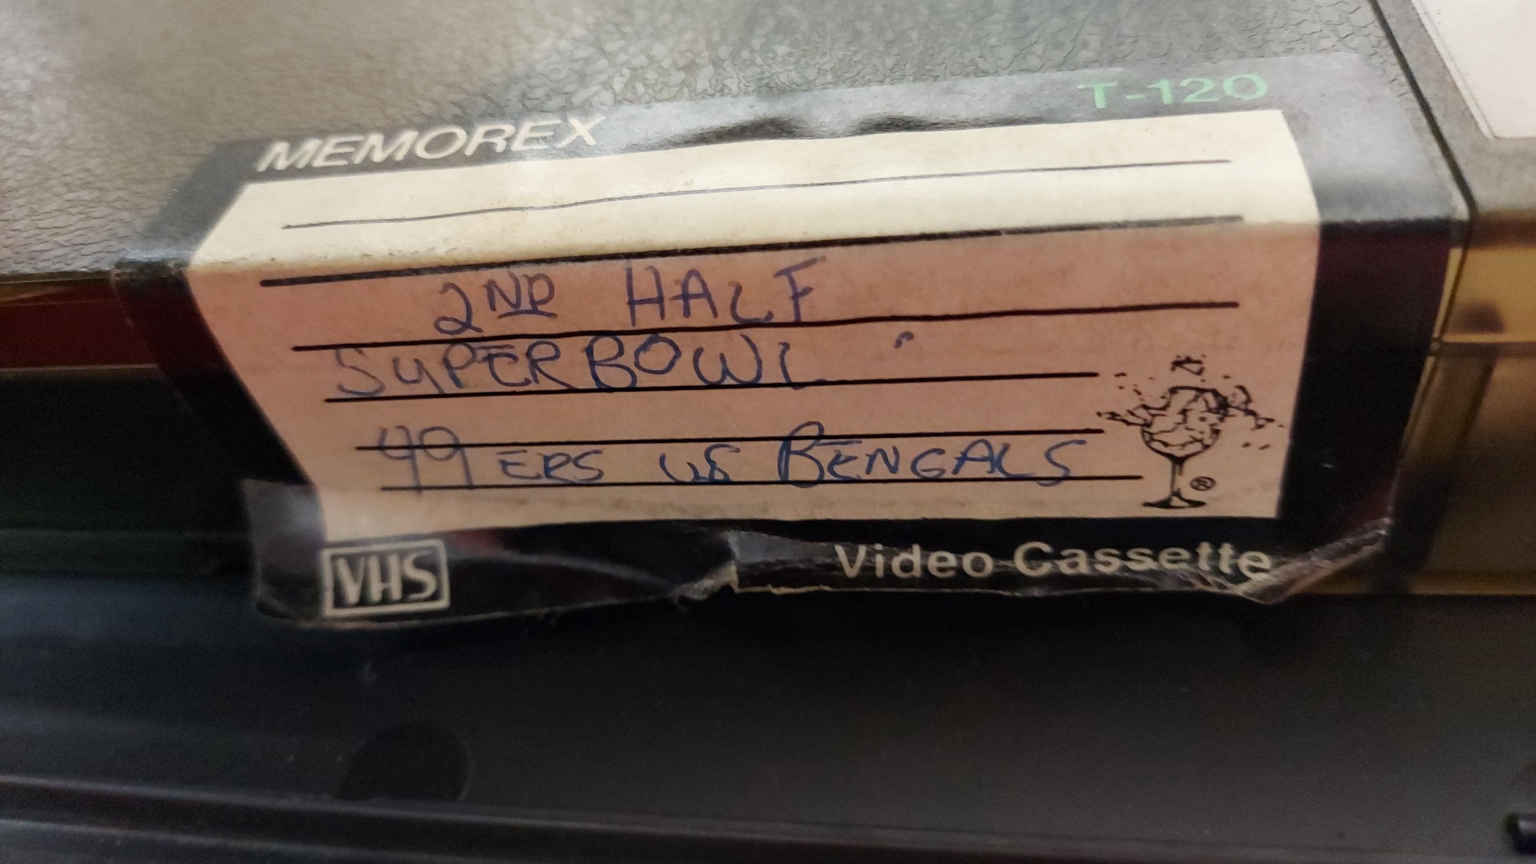 MEMOREX T-120
2ND HALF
SUPERBOWL
49ERS VS BENGALS
®
VHS Video Cassette